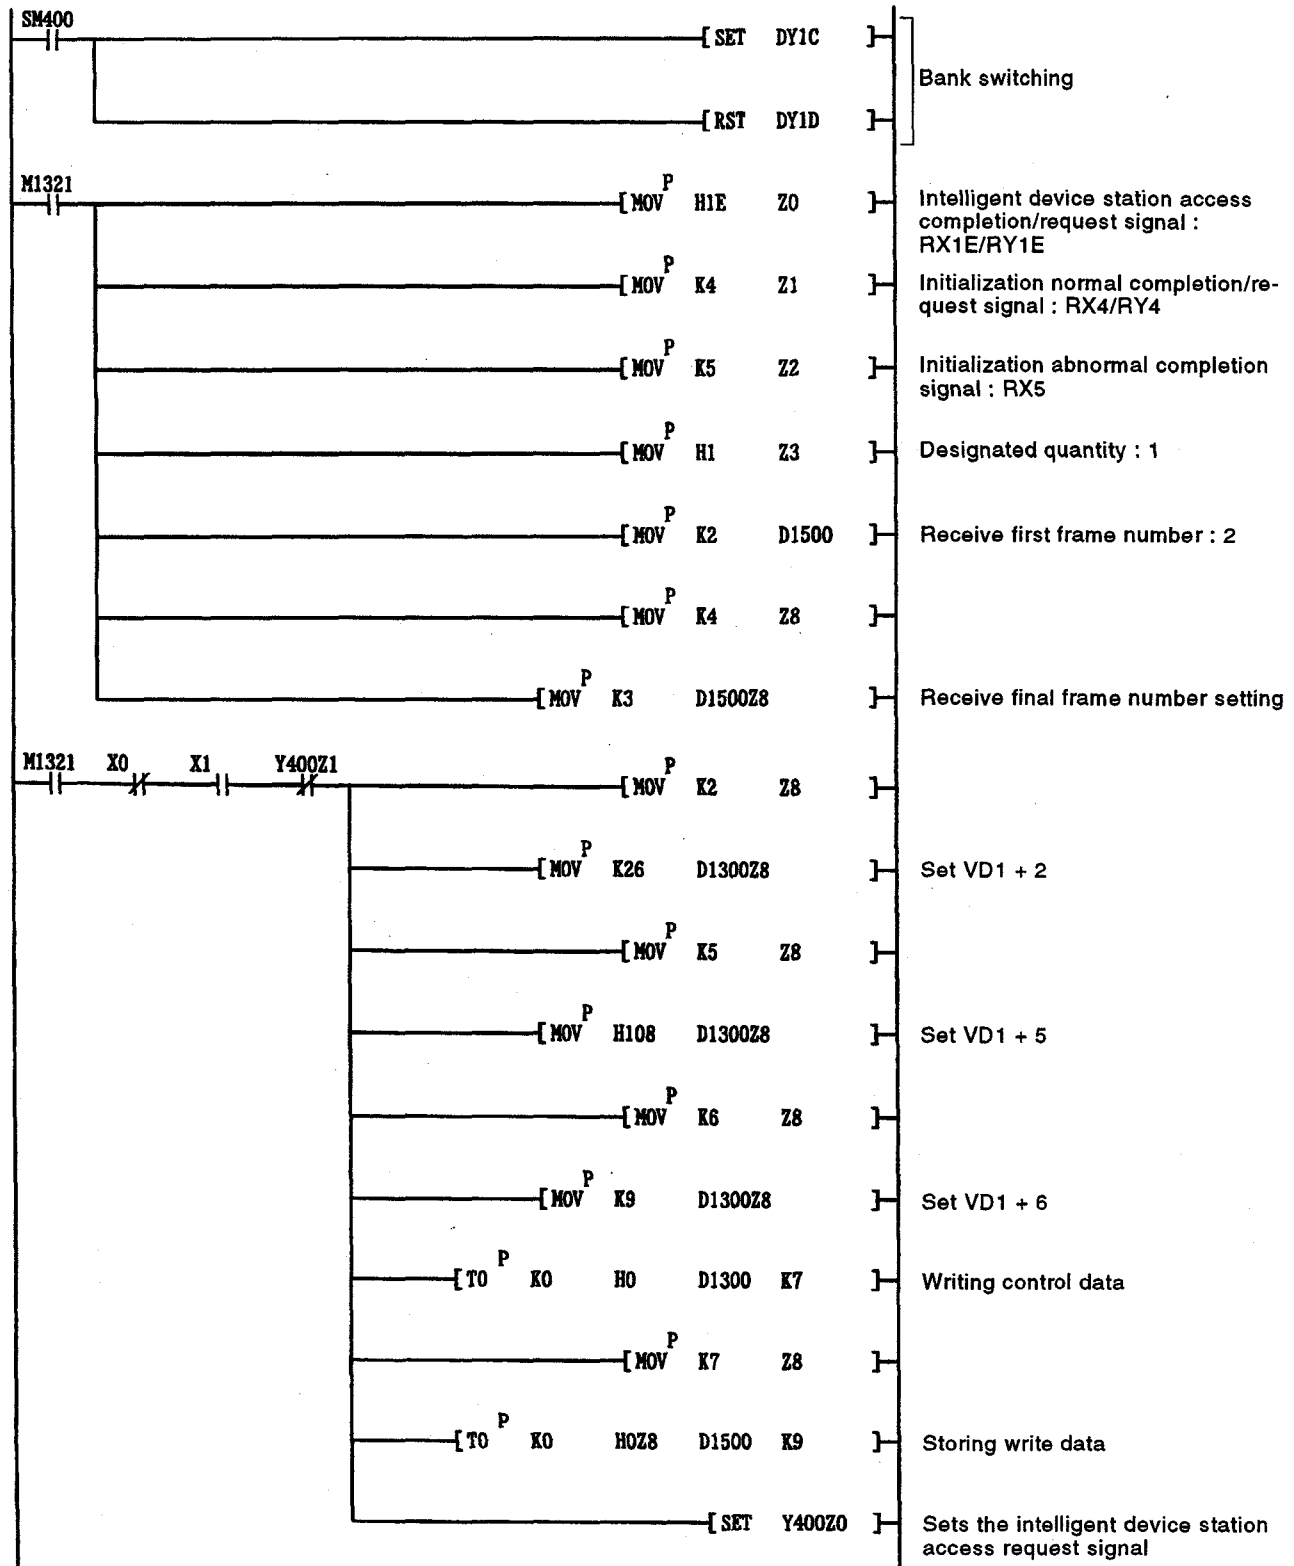 SM400
[ SET DY1C ]
Bank switching
[ RST DY1D ]
M1321
[ MOV P H1E Z0 ]
Intelligent device station access
completion/request signal :
RX1E/RY1E
[ MOV P K4 Z1 ]
Initialization normal completion/re-
quest signal : RX4/RY4
[ MOV P K5 Z2 ]
Initialization abnormal completion
signal : RX5
[ MOV P H1 Z3 ]
Designated quantity : 1
[ MOV P K2 D1500 ]
Receive first frame number : 2
[ MOV P K4 Z8 ]
[ MOV P K3 D1500Z8 ]
Receive final frame number setting
M1321 X0 X1 Y400Z1
[ MOV P K2 Z8 ]
[ MOV P K26 D1300Z8 ]
Set VD1 + 2
[ MOV P K5 Z8 ]
[ MOV P H108 D1300Z8 ]
Set VD1 + 5
[ MOV P K6 Z8 ]
[ MOV P K9 D1300Z8 ]
Set VD1 + 6
[ TO P K0 H0 D1300 K7 ]
Writing control data
[ MOV P K7 Z8 ]
[ TO P K0 H0Z8 D1500 K9 ]
Storing write data
[ SET Y400Z0 ]
Sets the intelligent device station
access request signal